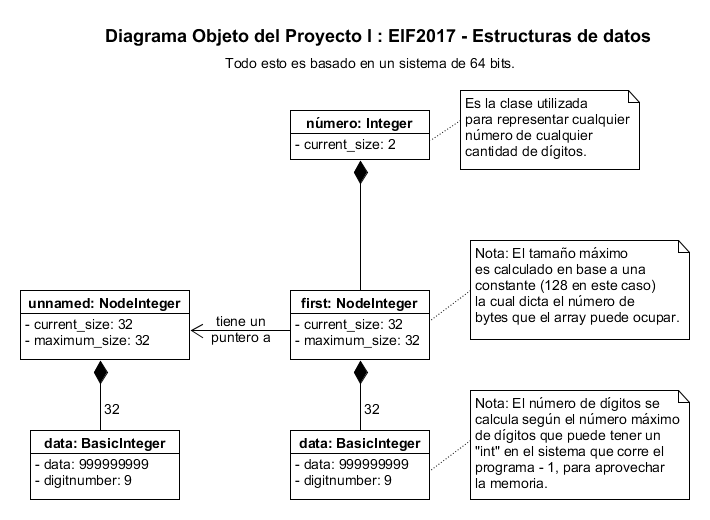 Diagrama Objeto del Proyecto I : EIF2017 - Estructuras de datos
Todo esto es basado en un sistema de 64 bits.
número: Integer
- current_size: 2
Es la clase utilizada
para representar cualquier
número de cualquier
cantidad de dígitos.
unnamed: NodeInteger
- current_size: 32
- maximum_size: 32
tiene un
puntero a
first: NodeInteger
- current_size: 32
- maximum_size: 32
Nota: El tamaño máximo
es calculado en base a una
constante (128 en este caso)
la cual dicta el número de
bytes que el array puede ocupar.
32
32
data: BasicInteger
- data: 999999999
- digitnumber: 9
data: BasicInteger
- data: 999999999
- digitnumber: 9
Nota: El número de dígitos se
calcula según el número máximo
de dígitos que puede tener un
"int" en el sistema que corre el
programa - 1, para aprovechar
la memoria.